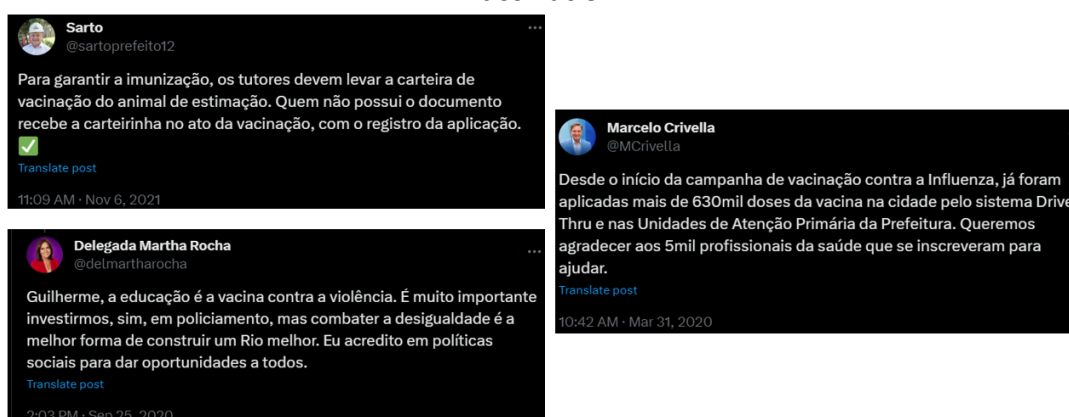 Sarto
@sartoprefeito12
Para garantir a imunização, os tutores devem levar a carteira de
vacinação do animal de estimação. Quem não possui o documento
recebe a carteirinha no ato da vacinação, com o registro da aplicação.
✅
Translate post
11:09 AM · Nov 6, 2021
Delegada Martha Rocha
@delmartharocha
Guilherme, a educação é a vacina contra a violência. É muito importante
investirmos, sim, em policiamento, mas combater a desigualdade é a
melhor forma de construir um Rio melhor. Eu acredito em políticas
sociais para dar oportunidades a todos.
Translate post
2:03 PM · Sep 25, 2020
Marcelo Crivella
@MCrivella
Desde o início da campanha de vacinação contra a Influenza, já foram
aplicadas mais de 630mil doses da vacina na cidade pelo sistema Drive
Thru e nas Unidades de Atenção Primária da Prefeitura. Queremos
agradecer aos 5mil profissionais da saúde que se inscreveram para
ajudar.
Translate post
10:42 AM · Mar 31, 2020